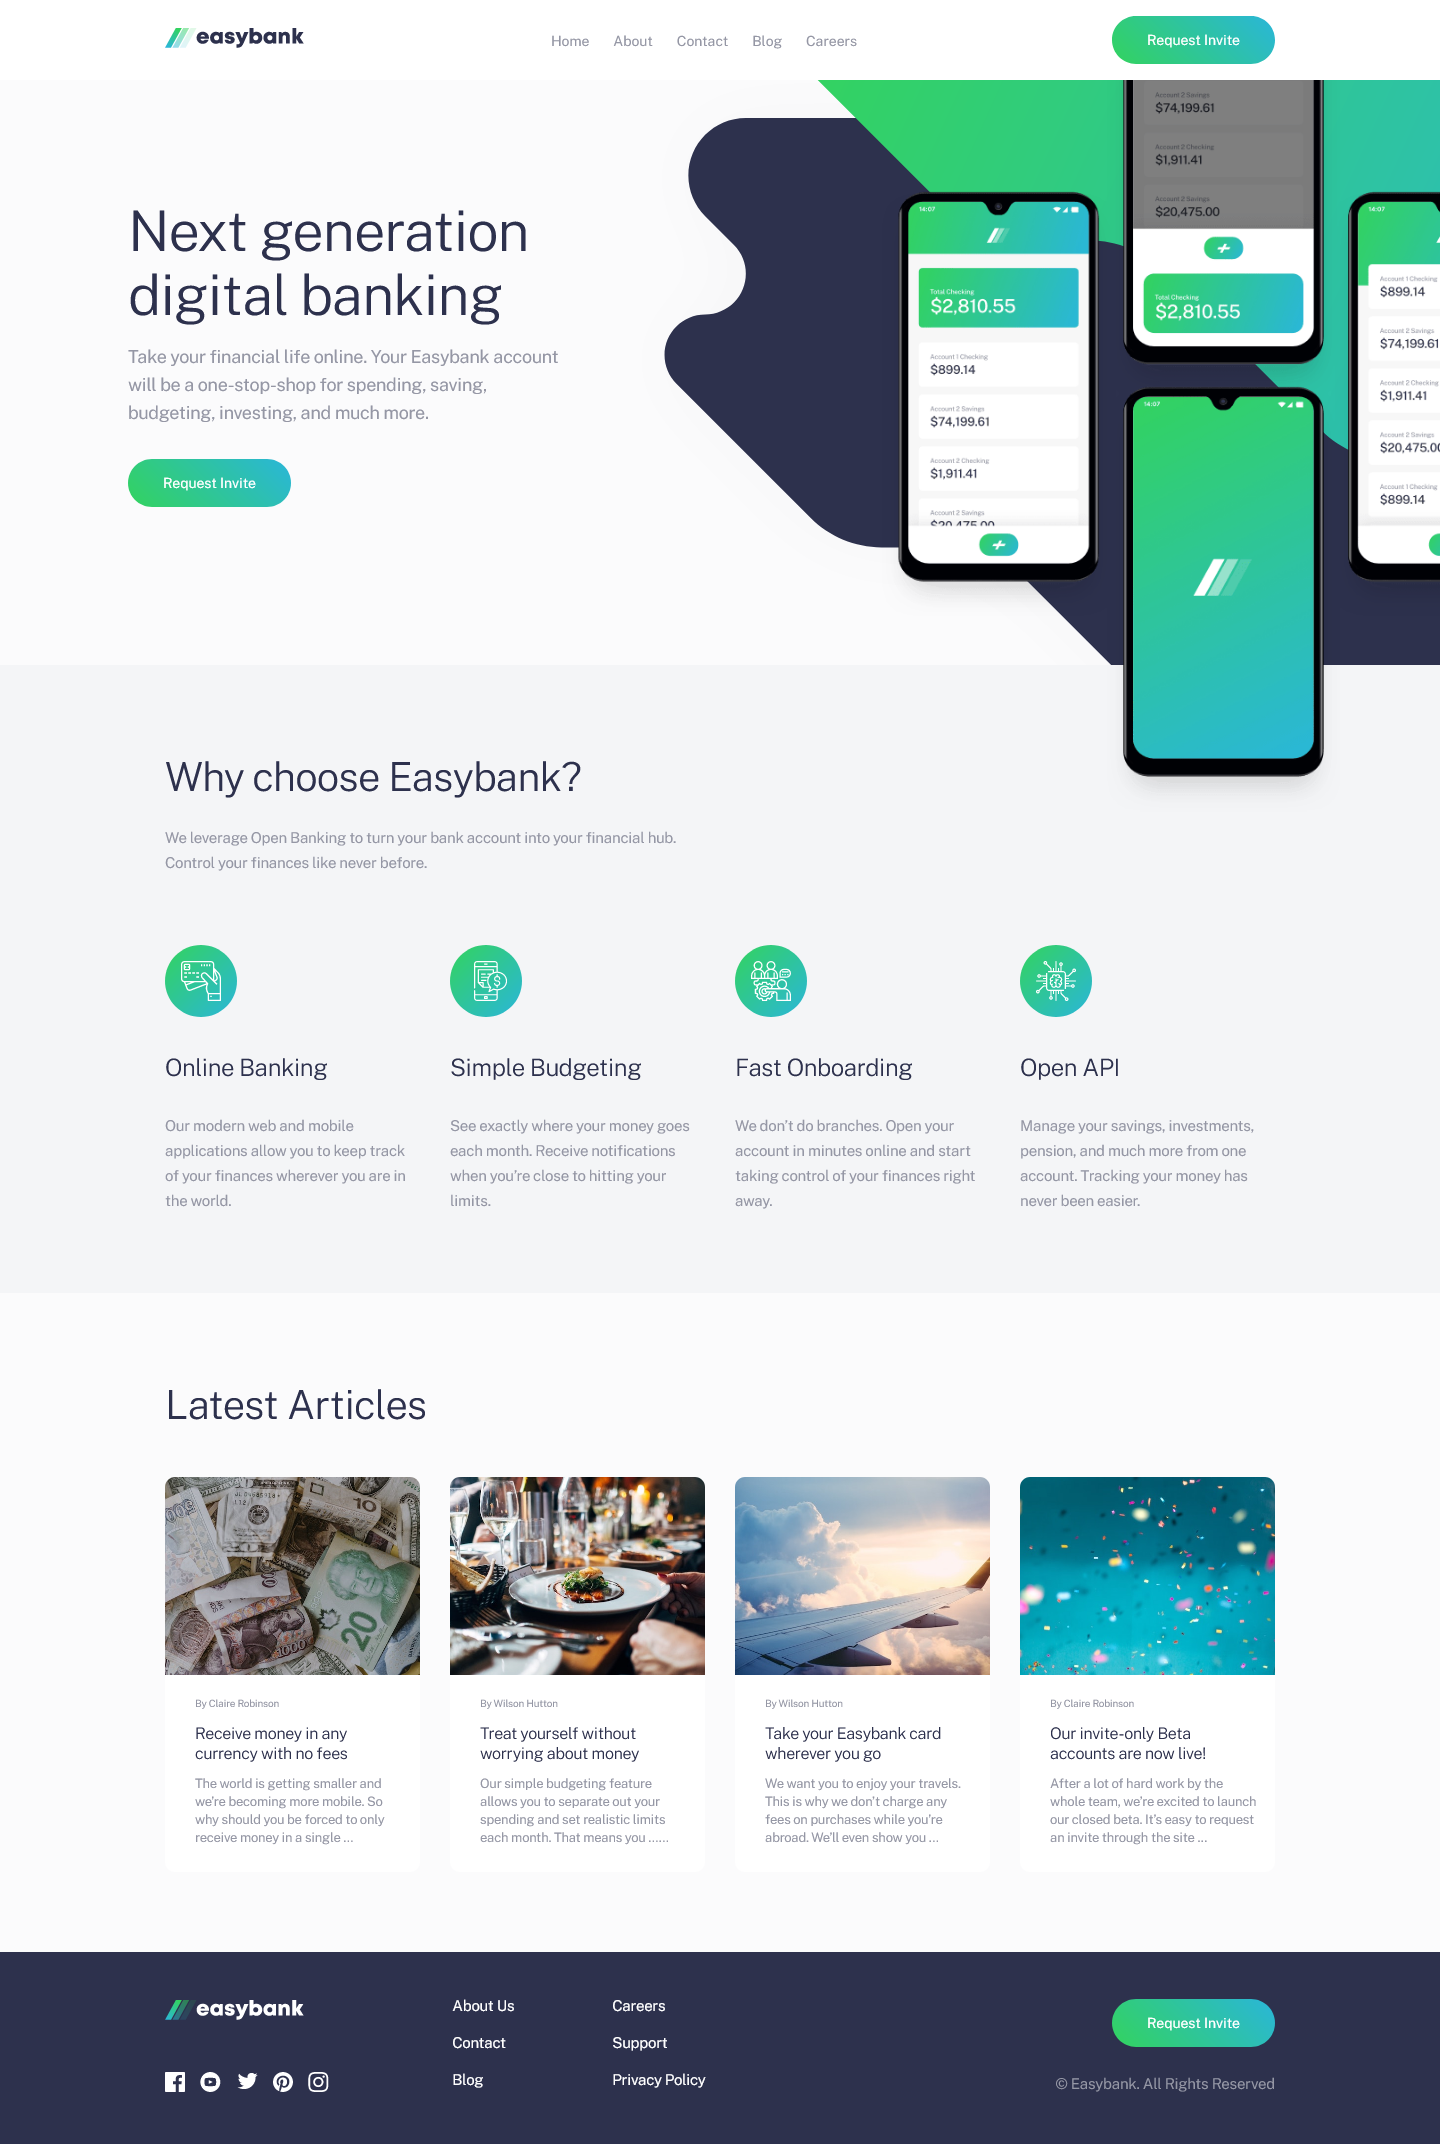 easybank
Home About Contact Blog Careers
Request Invite
Next generation
digital banking
Take your financial life online. Your Easybank account
will be a one-stop-shop for spending, saving,
budgeting, investing, and much more.
Request Invite
14:07
Total Checking
$2,810.55
Account 1 Checking
$899.14
Account 2 Savings
$74,199.61
Account 2 Checking
$1,911.41
Account 2 Savings
$20,475.00
Account 2 Savings
$74,199.61
Account 2 Checking
$1,911.41
Account 2 Savings
$20,475.00
Total Checking
$2,810.55
14:07
14:07
Account 1 Checking
$899.14
Account 2 Savings
$74,199.61
Account 2 Checking
$1,911.41
Account 2 Savings
$20,475.00
Account 1 Checking
$899.14
Why choose Easybank?
We leverage Open Banking to turn your bank account into your financial hub.
Control your finances like never before.
Online Banking
Our modern web and mobile
applications allow you to keep track
of your finances wherever you are in
the world.
Simple Budgeting
See exactly where your money goes
each month. Receive notifications
when you’re close to hitting your
limits.
Fast Onboarding
We don’t do branches. Open your
account in minutes online and start
taking control of your finances right
away.
Open API
Manage your savings, investments,
pension, and much more from one
account. Tracking your money has
never been easier.
Latest Articles
10
20
1000
By Claire Robinson
Receive money in any
currency with no fees
The world is getting smaller and
we’re becoming more mobile. So
why should you be forced to only
receive money in a single …
By Wilson Hutton
Treat yourself without
worrying about money
Our simple budgeting feature
allows you to separate out your
spending and set realistic limits
each month. That means you ……
By Wilson Hutton
Take your Easybank card
wherever you go
We want you to enjoy your travels.
This is why we don’t charge any
fees on purchases while you’re
abroad. We’ll even show you …
By Claire Robinson
Our invite-only Beta
accounts are now live!
After a lot of hard work by the
whole team, we’re excited to launch
our closed beta. It’s easy to request
an invite through the site …
easybank
About Us
Contact
Blog
Careers
Support
Privacy Policy
Request Invite
© Easybank. All Rights Reserved